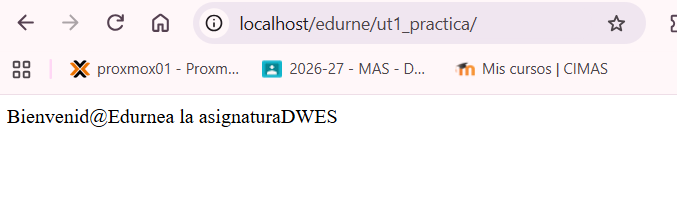 localhost/edurne/ut1_practica/
proxmox01 - Proxm... 2026-27 - MAS - D... Mis cursos | CIMAS
Bienvenid@Edurnea la asignaturaDWES